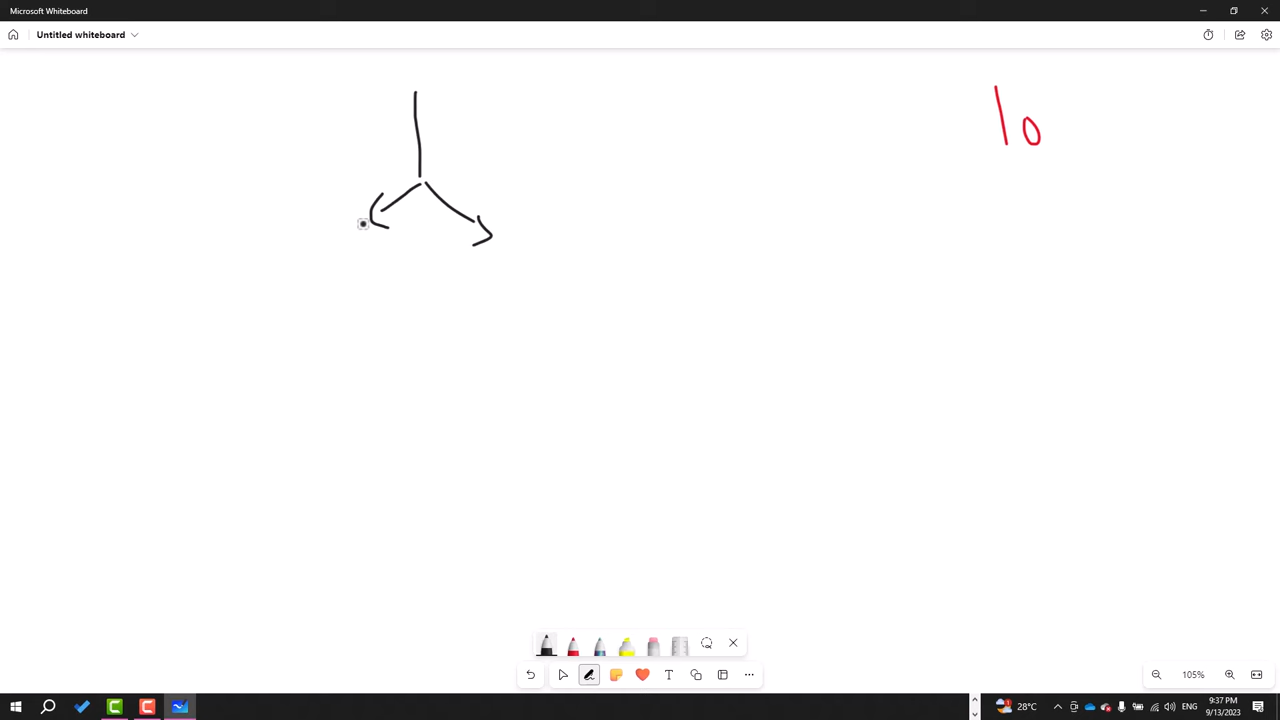 Microsoft Whiteboard
Untitled whiteboard
10
T
105%
28°C
ENG
9:37 PM
9/13/2023